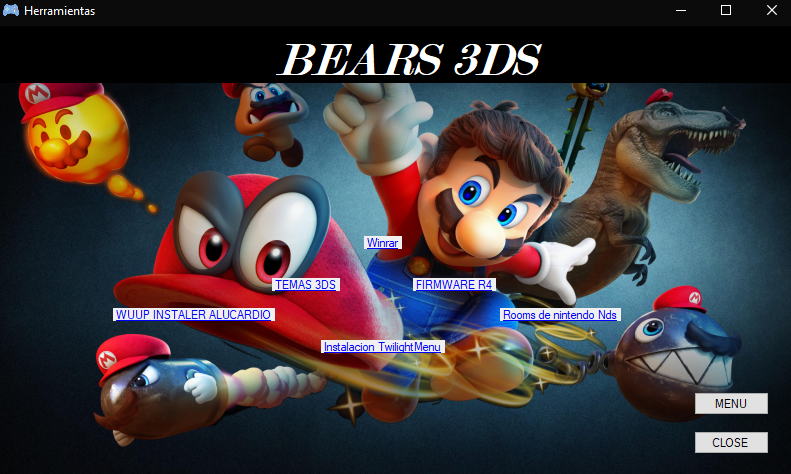 Herramientas
BEARS 3DS
Winrar
TEMAS 3DS
FIRMWARE R4
WUUP INSTALER ALUCARDIO
Rooms de nintendo Nds
Instalacion TwilightMenu
MENU
CLOSE